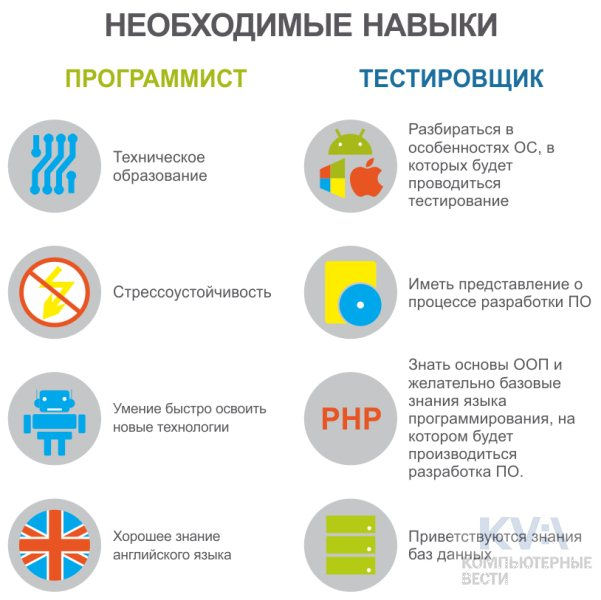 НЕОБХОДИМЫЕ НАВЫКИ
ПРОГРАММИСТ
Техническое
образование
Стрессоустойчивость
Умение быстро освоить
новые технологии
Хорошее знание
английского языка
ТЕСТИРОВЩИК
Разбираться в
особенностях ОС, в
которых будет
проводиться
тестирование
Иметь представление о
процессе разработки ПО
PHP
Знать основы ООП и
желательно базовые
знания языка
программирования, на
котором будет
производиться
разработка ПО.
Приветствуются знания
баз данных
KV:A
КОМПЬЮТЕРНЫЕ
ВЕСТИ